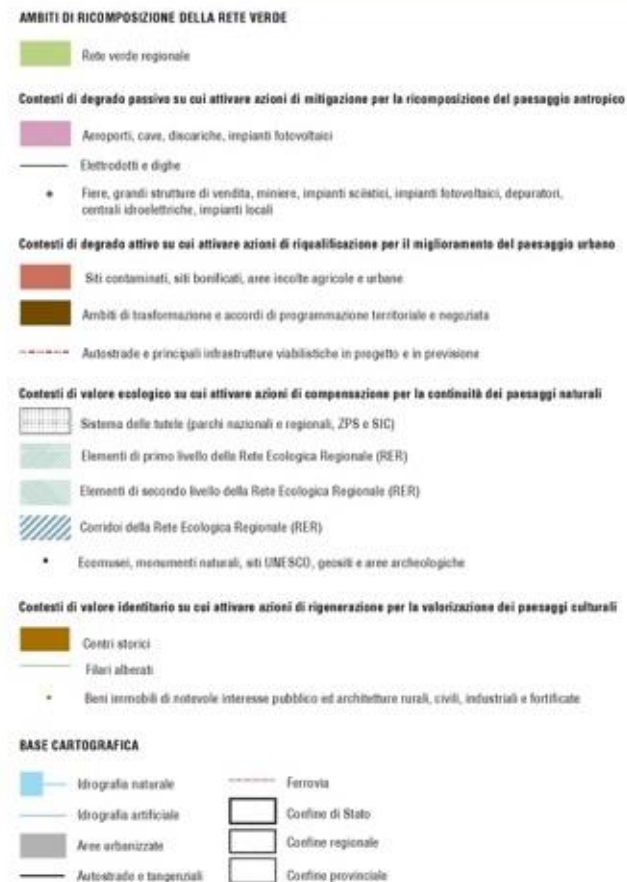 AMBITI DI RICOMPOSIZIONE DELLA RETE VERDE
Rete verde regionale
Contesti di degrado passivo su cui attivare azioni di mitigazione per la ricomposizione del paesaggio antropico
Aeroporti, cave, discariche, impianti fotovoltaici
Elettrodotti e dighe
Fiere, grandi strutture di vendita, miniere, impianti sciistici, impianti fotovoltaici, depuratori,
centrali idroelettriche, impianti locali
Contesti di degrado attivo su cui attivare azioni di riqualificazione per il miglioramento del paesaggio urbano
Siti contaminati, siti bonificati, aree incolte agricole e urbane
Ambiti di trasformazione e accordi di programmazione territoriale e negoziata
Autostrade e principali infrastrutture viabilistiche in progetto e in previsione
Contesti di valore ecologico su cui attivare azioni di compensazione per la continuità dei paesaggi naturali
Sistema delle tutele (parchi nazionali e regionali, ZPS e SIC)
Elementi di primo livello della Rete Ecologica Regionale (RER)
Elementi di secondo livello della Rete Ecologica Regionale (RER)
Corridoi della Rete Ecologica Regionale (RER)
Ecomusei, monumenti naturali, siti UNESCO, geositi e aree archeologiche
Contesti di valore identitario su cui attivare azioni di rigenerazione per la valorizzazione dei paesaggi culturali
Centri storici
Filari alberati
Beni immobili di notevole interesse pubblico ed architetture rurali, civili, industriali e fortificate
BASE CARTOGRAFICA
Idrografia naturale
Ferrovia
Idrografia artificiale
Confine di Stato
Aree urbanizzate
Confine regionale
Autostrade e tangenziali
Confine provinciale